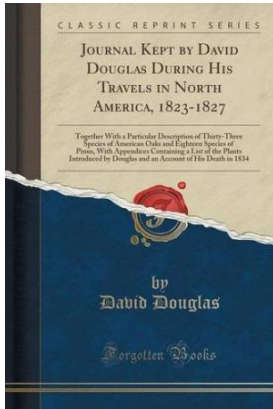 CLASSIC REPRINT SERIES
JOURNAL KEPT BY DAVID
DOUGLAS DURING HIS
TRAVELS IN NORTH
AMERICA, 1823-1827
Together With a Particular Description of Thirty-Three
Species of American Oaks and Eighteen Species of
Pinus, With Appendices Containing a List of the Plants
Introduced by Douglas and an Account of His Death in 1834
by
David Douglas
Forgotten Books